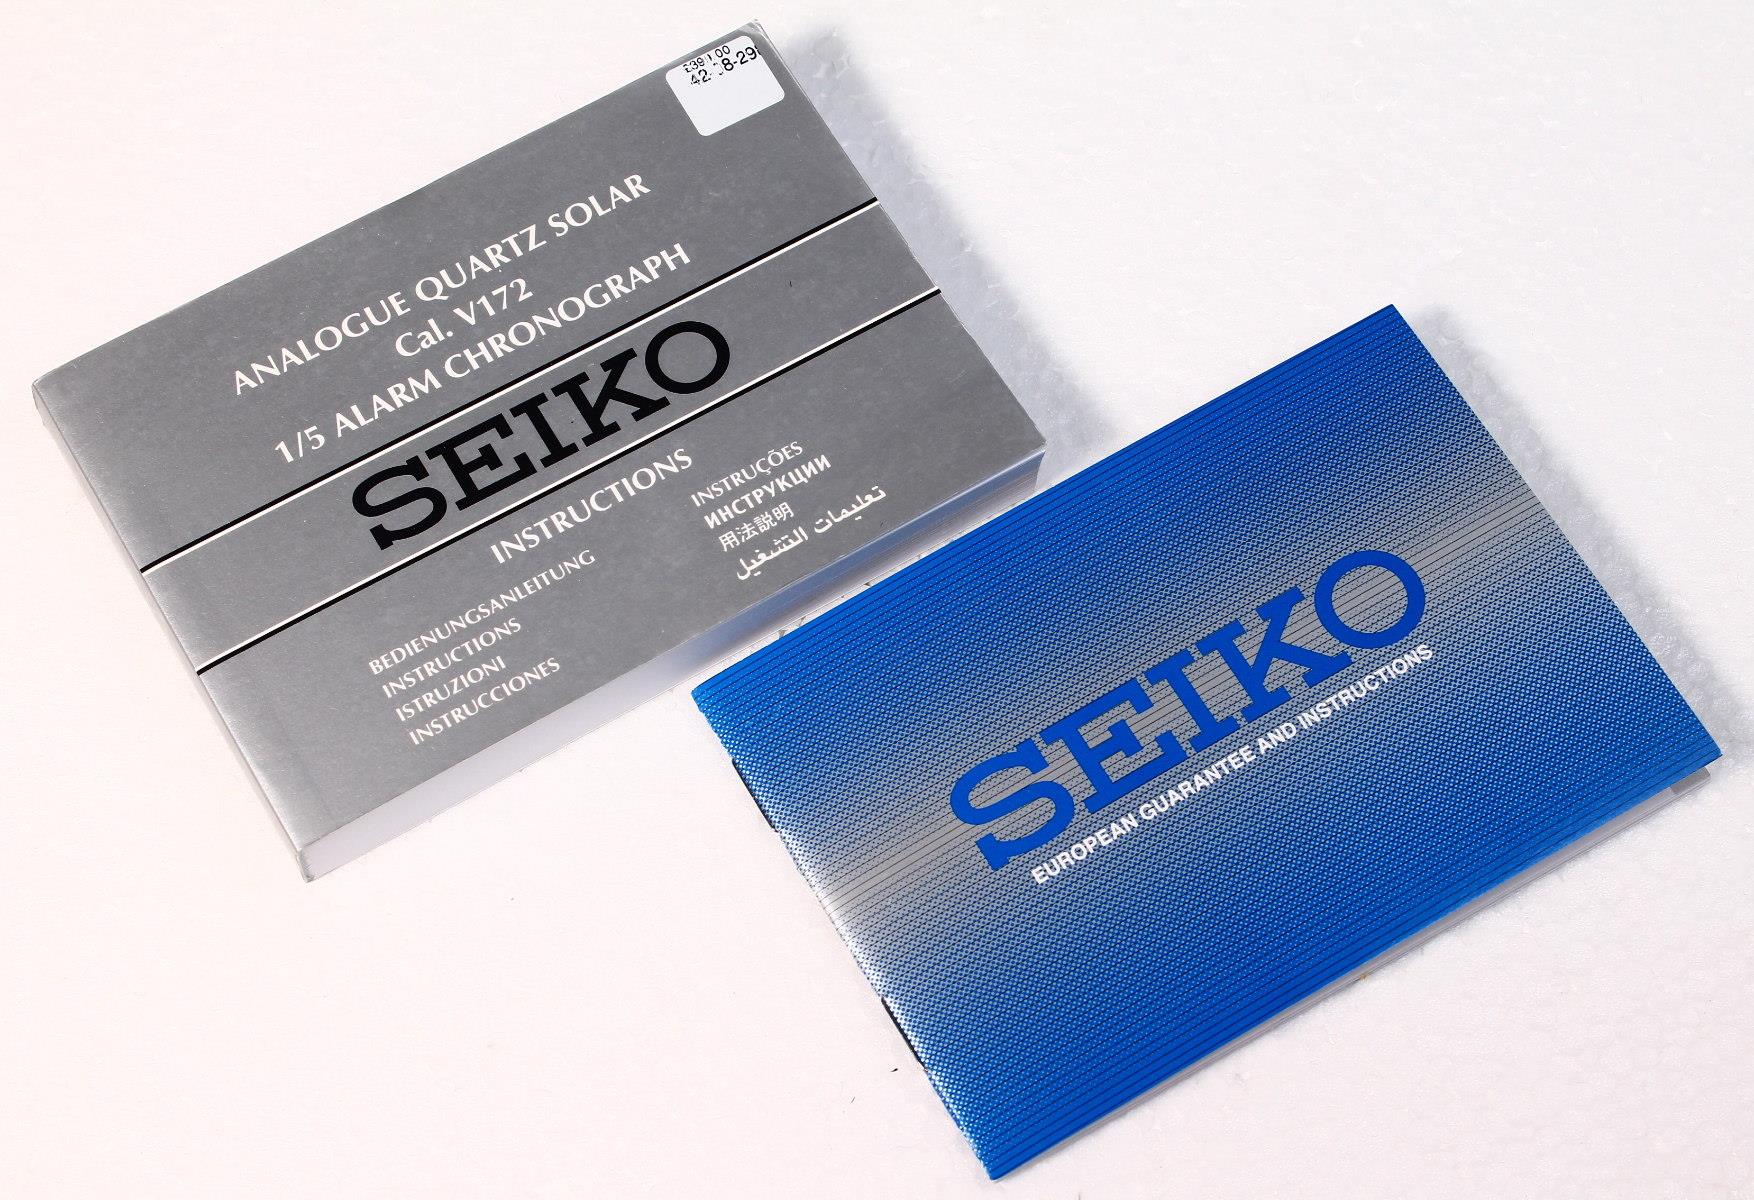 ANALOGUE QUARTZ SOLAR
Cal. V172
1/5 ALARM CHRONOGRAPH
SEIKO
INSTRUCTIONS
BEDIENUNGSANLEITUNG
INSTRUCTIONS
ISTRUZIONI
INSTRUCCIONES
INSTRUÇÕES
ИНСТРУКЦИИ
用法説明
تعليمات التشغيل
SEIKO
EUROPEAN GUARANTEE AND INSTRUCTIONS